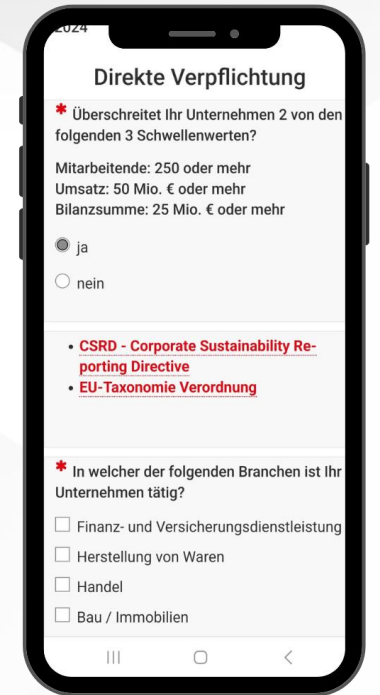 2024
Direkte Verpflichtung
* Überschreitet Ihr Unternehmen 2 von den
folgenden 3 Schwellenwerten?
Mitarbeitende: 250 oder mehr
Umsatz: 50 Mio. € oder mehr
Bilanzsumme: 25 Mio. € oder mehr
ja
nein
• CSRD - Corporate Sustainability Re-
porting Directive
• EU-Taxonomie Verordnung
* In welcher der folgenden Branchen ist Ihr
Unternehmen tätig?
Finanz- und Versicherungsdienstleistung
Herstellung von Waren
Handel
Bau / Immobilien